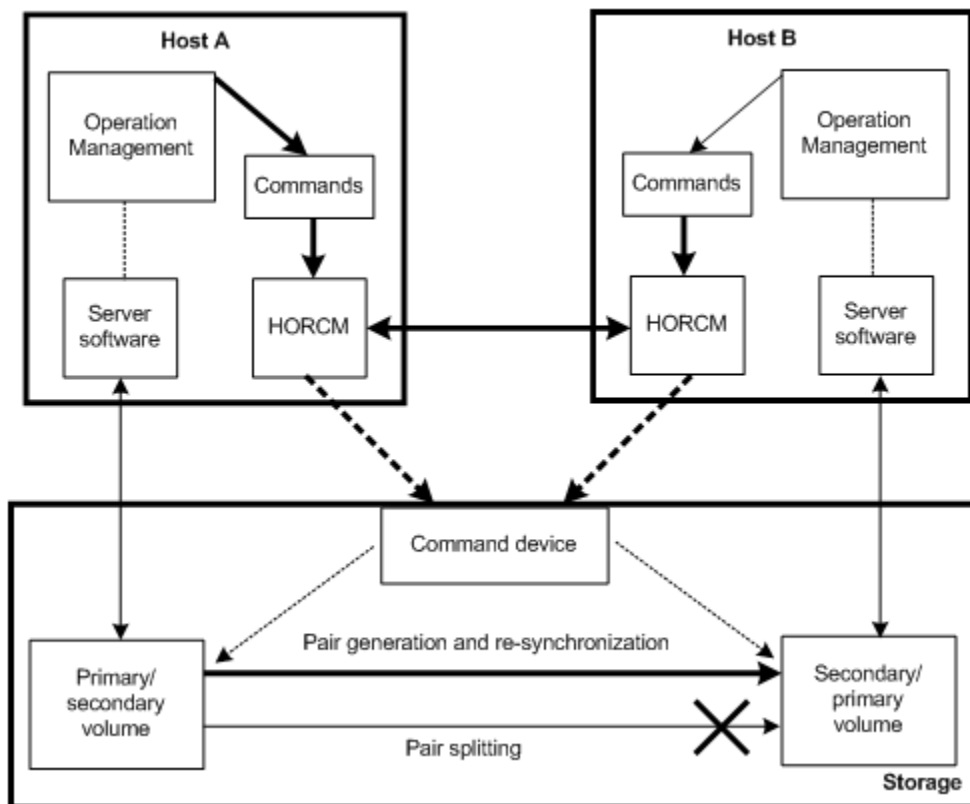 Host A
Operation
Management
Commands
HORCM
Server
software
Host B
Operation
Management
Commands
HORCM
Server
software
Command device
Pair generation and re-synchronization
Primary/
secondary
volume
Secondary/
primary
volume
Pair splitting
Storage